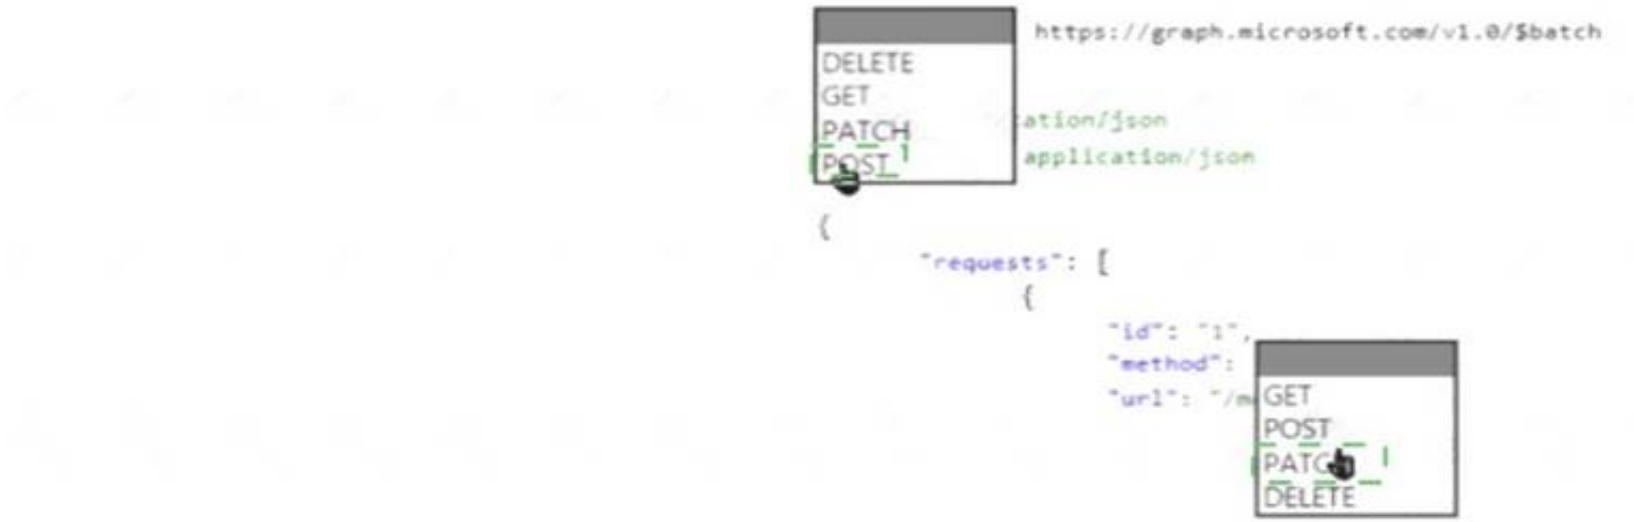 https://graph.microsoft.com/v1.0/$batch
DELETE
GET
PATCH
ation/json
POST
application/json
{
"requests": [
{
"id": "1",
"method":
"url": "/m
GET
POST
PATC
DELETE